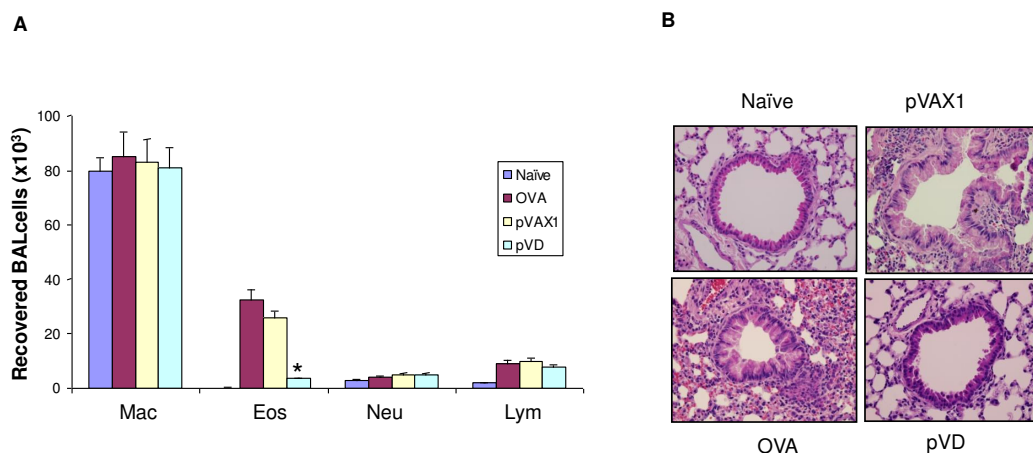 A
Recovered BALcells (x10³)
100
80
60
40
20
0
Naïve
OVA
pVAX1
pVD
*
Mac Eos Neu Lym
B
Naïve pVAX1
OVA pVD